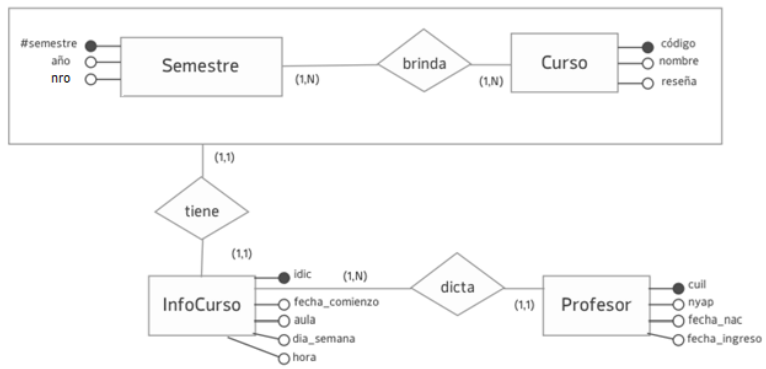 #semestre
año
nro
Semestre
(1,N)
brinda
(1,N)
Curso
código
nombre
reseña
(1,1)
tiene
(1,1)
InfoCurso
idic
fecha_comienzo
aula
dia_semana
hora
(1,N)
dicta
(1,1)
Profesor
cuil
nyap
fecha_nac
fecha_ingreso